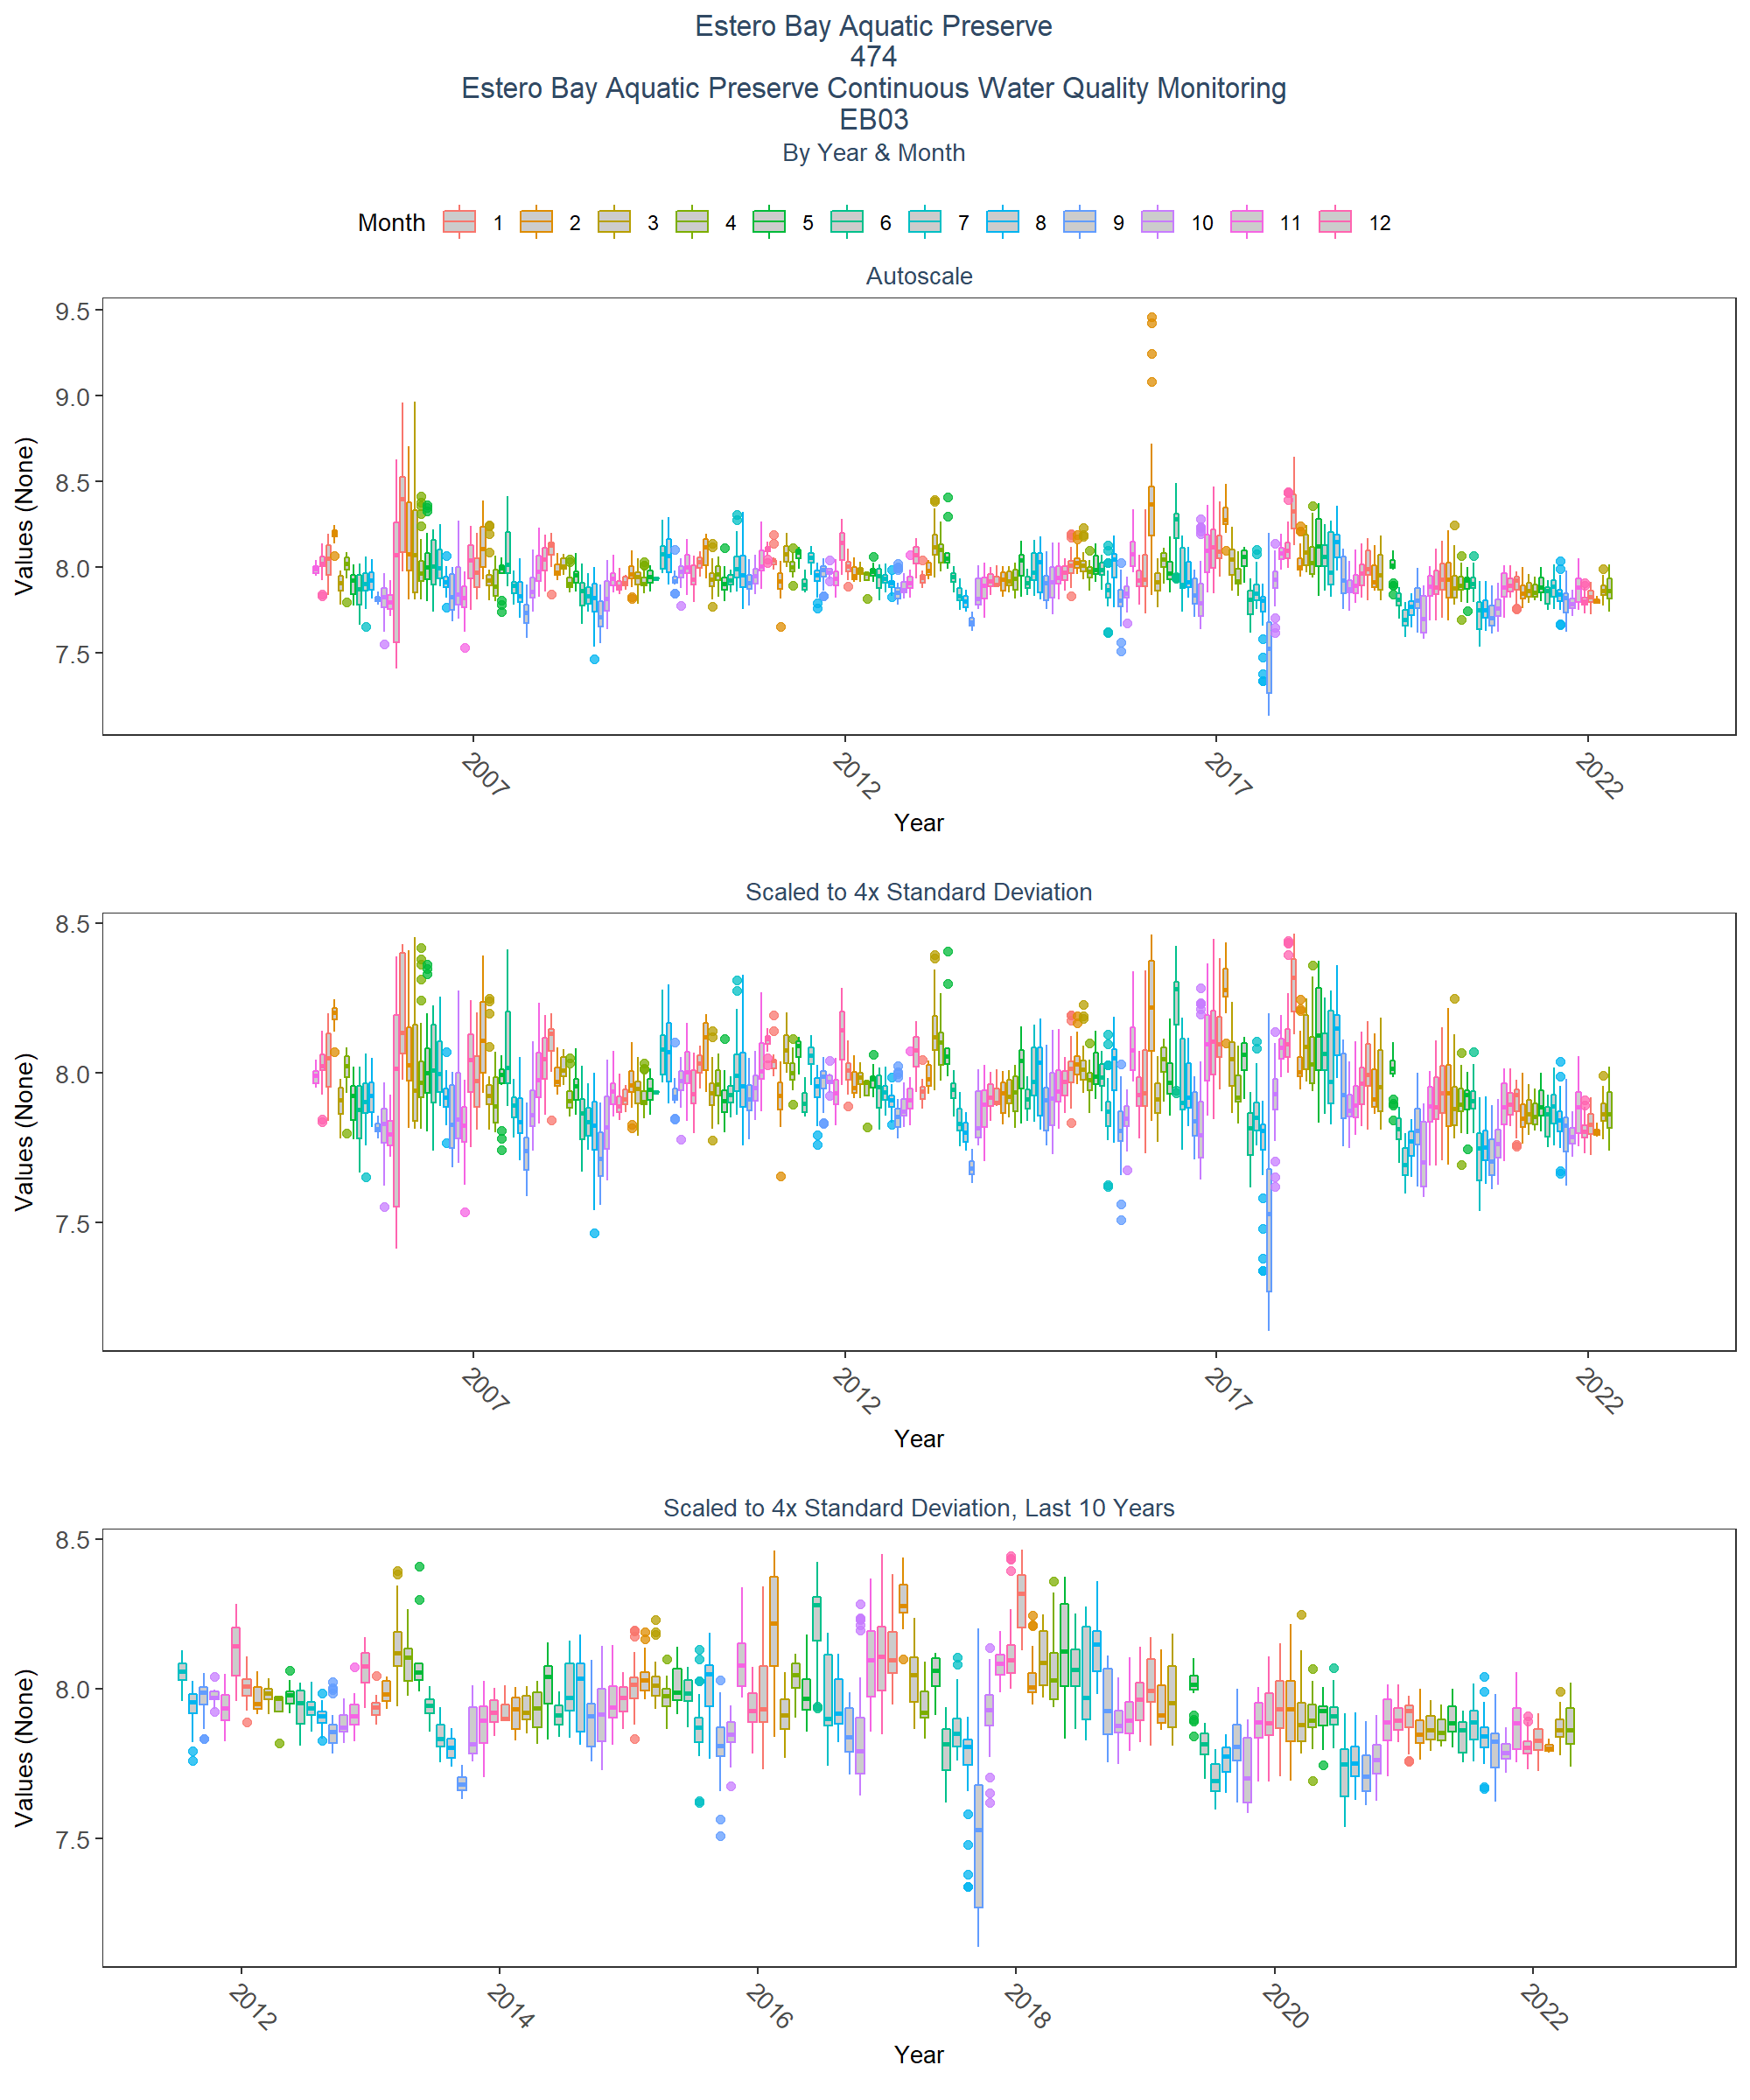 Estero Bay Aquatic Preserve
474
Estero Bay Aquatic Preserve Continuous Water Quality Monitoring
EB03
By Year & Month
Month 1 2 3 4 5 6 7 8 9 10 11 12
Autoscale
9.5
9.0
8.5
8.0
7.5
Values (None)
2007 2012 2017 2022
Year
Scaled to 4x Standard Deviation
8.5
8.0
7.5
Values (None)
2007 2012 2017 2022
Year
Scaled to 4x Standard Deviation, Last 10 Years
8.5
8.0
7.5
Values (None)
2012 2014 2016 2018 2020 2022
Year